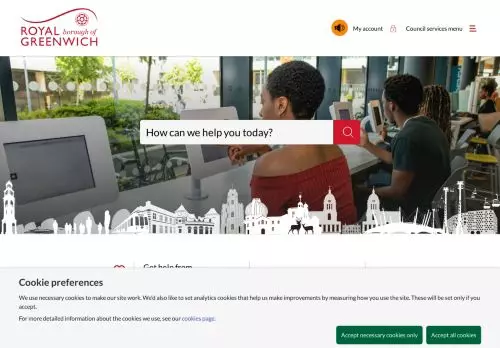 ROYAL borough of
GREENWICH
My account
Council services menu
How can we help you today?
Get help from
Cookie preferences
We use necessary cookies to make our site work. We'd also like to set analytics cookies that help us make improvements by measuring how you use the site. These will be set only if you
accept.
For more detailed information about the cookies we use, see our cookies page.
Accept necessary cookies only
Accept all cookies